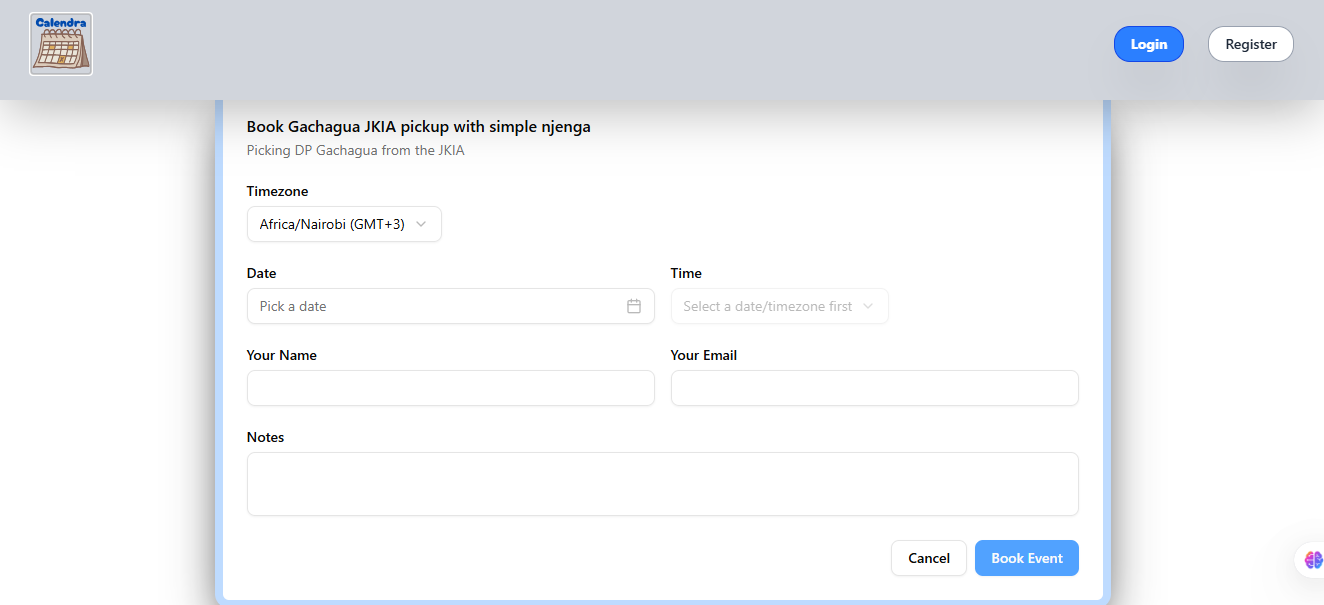 Calendra
Login
Register
Book Gachagua JKIA pickup with simple njenga
Picking DP Gachagua from the JKIA
Timezone
Africa/Nairobi (GMT+3)
Date
Time
Pick a date
Select a date/timezone first
Your Name
Your Email
Notes
Cancel
Book Event